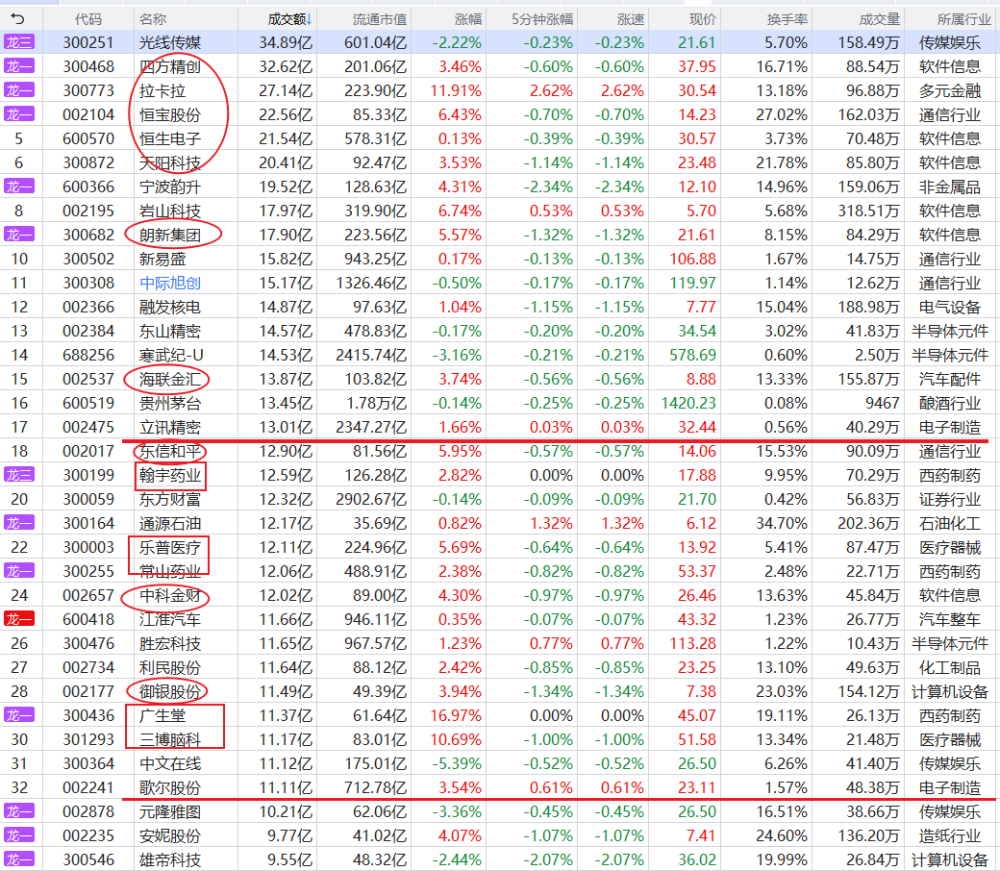 代码 名称 成交额↓ 流通市值 涨幅 5分钟涨幅 涨速 现价 换手率 成交量 所属行业
龙三 300251 光线传媒 34.89亿 601.04亿 -2.22% -0.23% -0.23% 21.61 5.70% 158.49万 传媒娱乐
龙一 300468 四方精创 32.62亿 201.06亿 3.46% -0.60% -0.60% 37.95 16.71% 88.54万 软件信息
龙一 300773 拉卡拉 27.14亿 223.90亿 11.91% 2.62% 2.62% 30.54 13.18% 96.88万 多元金融
龙一 002104 恒宝股份 22.56亿 85.33亿 6.43% -0.70% -0.70% 14.23 27.02% 162.03万 通信行业
5 600570 恒生电子 21.54亿 578.31亿 0.13% -0.39% -0.39% 30.57 3.73% 70.48万 软件信息
6 300872 天阳科技 20.41亿 92.47亿 3.53% -1.14% -1.14% 23.48 21.78% 85.80万 软件信息
龙一 600366 宁波韵升 19.52亿 128.63亿 4.31% -2.34% -2.34% 12.10 14.96% 159.06万 非金属品
8 002195 岩山科技 17.97亿 319.90亿 6.74% 0.53% 0.53% 5.70 5.68% 318.51万 软件信息
龙一 300682 朗新集团 17.90亿 223.56亿 5.57% -1.32% -1.32% 21.61 8.15% 84.29万 软件信息
10 300502 新易盛 15.82亿 943.25亿 0.17% -0.13% -0.13% 106.88 1.67% 14.75万 通信行业
11 300308 中际旭创 15.17亿 1326.46亿 -0.50% -0.17% -0.17% 119.97 1.14% 12.62万 通信行业
12 002366 融发核电 14.87亿 97.63亿 1.04% -1.15% -1.15% 7.77 15.04% 188.98万 电气设备
13 002384 东山精密 14.57亿 478.83亿 -0.17% -0.20% -0.20% 34.54 3.02% 41.83万 半导体元件
14 688256 寒武纪-U 14.53亿 2415.74亿 -3.16% -0.21% -0.21% 578.69 0.60% 2.50万 半导体元件
15 002537 海联金汇 13.87亿 103.82亿 3.74% -0.56% -0.56% 8.88 13.33% 155.87万 汽车配件
16 600519 贵州茅台 13.45亿 1.78万亿 -0.14% -0.25% -0.25% 1420.23 0.08% 9467 酿酒行业
17 002475 立讯精密 13.01亿 2347.27亿 1.66% 0.03% 0.03% 32.44 0.56% 40.29万 电子制造
18 002017 东信和平 12.90亿 81.56亿 5.95% -0.57% -0.57% 14.06 15.53% 90.09万 通信行业
龙三 300199 翰宇药业 12.59亿 126.28亿 2.82% 0.00% 0.00% 17.88 9.95% 70.29万 西药制药
20 300059 东方财富 12.32亿 2902.67亿 -0.14% -0.09% -0.09% 21.70 0.42% 56.83万 证券行业
龙一 300164 通源石油 12.17亿 35.69亿 0.82% 1.32% 1.32% 6.12 34.70% 202.36万 石油化工
22 300003 乐普医疗 12.11亿 224.96亿 5.69% -0.64% -0.64% 13.92 5.41% 87.47万 医疗器械
龙一 300255 常山药业 12.06亿 488.91亿 2.38% -0.82% -0.82% 53.37 2.48% 22.71万 西药制药
24 002657 中科金财 12.02亿 89.00亿 4.30% -0.97% -0.97% 26.46 13.63% 45.84万 软件信息
龙一 600418 江淮汽车 11.66亿 946.11亿 0.35% -0.07% -0.07% 43.32 1.23% 26.77万 汽车整车
26 300476 胜宏科技 11.65亿 967.57亿 1.23% 0.77% 0.77% 113.28 1.22% 10.43万 半导体元件
27 002734 利民股份 11.64亿 88.12亿 2.42% -0.85% -0.85% 23.25 13.10% 49.63万 化工制品
28 002177 御银股份 11.49亿 49.39亿 3.94% -1.34% -1.34% 7.38 23.03% 154.12万 计算机设备
龙一 300436 广生堂 11.37亿 61.64亿 16.97% 0.00% 0.00% 45.07 19.11% 26.13万 西药制药
30 301293 三博脑科 11.17亿 83.01亿 10.69% -1.00% -1.00% 51.58 13.34% 21.48万 医疗器械
31 300364 中文在线 11.12亿 175.01亿 -5.39% -0.52% -0.52% 26.50 6.26% 41.40万 传媒娱乐
32 002241 歌尔股份 11.11亿 712.78亿 3.54% 0.61% 0.61% 23.11 1.57% 48.38万 电子制造
龙一 002878 元隆雅图 10.21亿 62.06亿 -3.36% -0.45% -0.45% 26.50 16.51% 38.66万 传媒娱乐
龙一 002235 安妮股份 9.77亿 41.02亿 4.07% -1.07% -1.07% 7.41 24.60% 136.20万 造纸行业
龙一 300546 雄帝科技 9.55亿 48.32亿 -2.44% -2.07% -2.07% 36.02 19.99% 26.84万 计算机设备